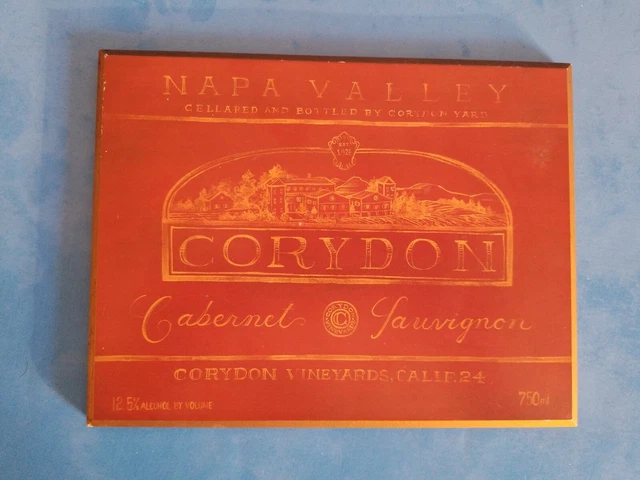 NAPA VALLEY
CELLARED AND BOTTLED BY CORYDON YARD
EST
CORYDON
Cabernet Sauvignon
CORYDON VINEYARDS, CALIF. 24
12.5% ALCOHOL BY VOLUME 750ml